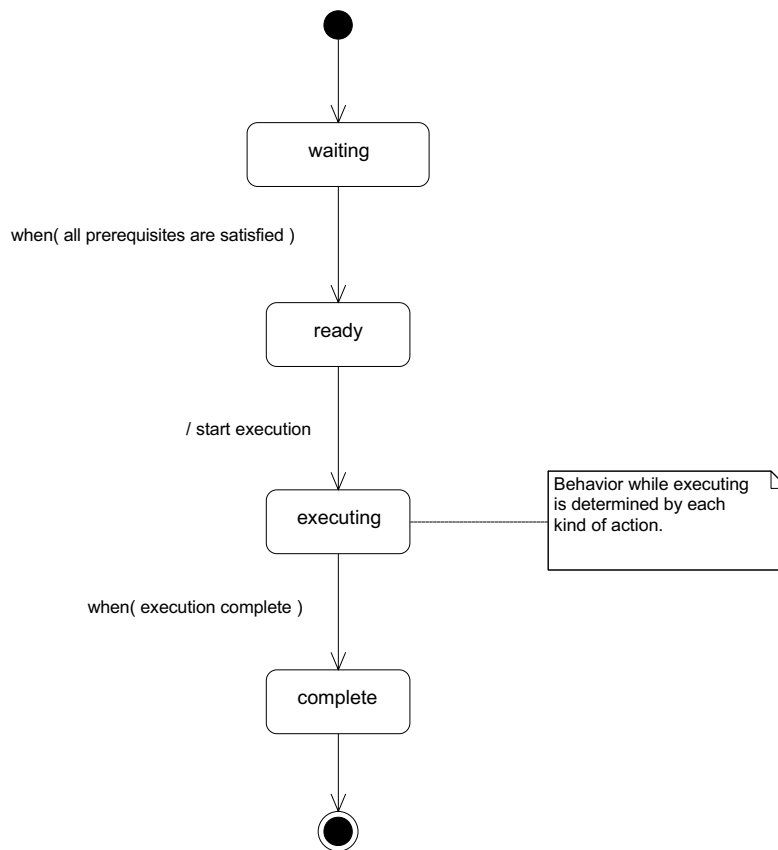 waiting
when( all prerequisites are satisfied )
ready
/ start execution
executing
Behavior while executing
is determined by each
kind of action.
when( execution complete )
complete